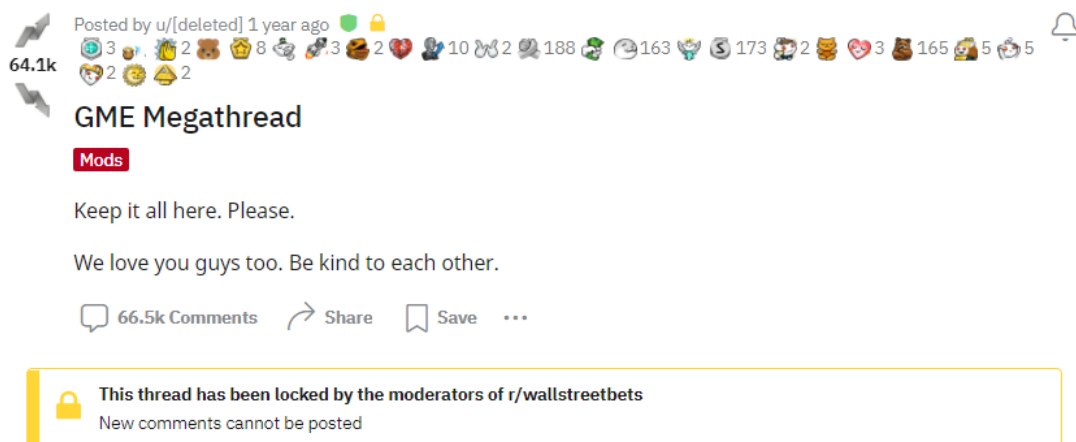 Posted by u/[deleted] 1 year ago
3 2 8 3 2 10 2 188 163 173 2 3 165 5 5
64.1k
2 2
GME Megathread
Mods
Keep it all here. Please.
We love you guys too. Be kind to each other.
66.5k Comments Share Save ...
This thread has been locked by the moderators of r/wallstreetbets
New comments cannot be posted